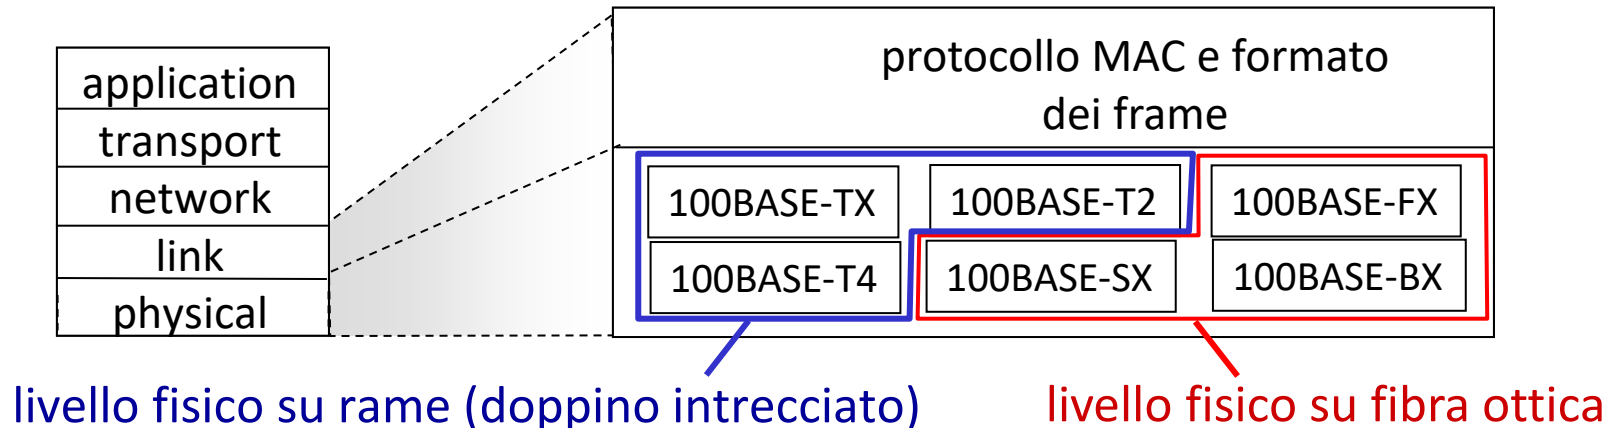 application
transport
network
link
physical
protocollo MAC e formato
dei frame
100BASE-TX
100BASE-T2
100BASE-FX
100BASE-T4
100BASE-SX
100BASE-BX
livello fisico su rame (doppino intrecciato)
livello fisico su fibra ottica